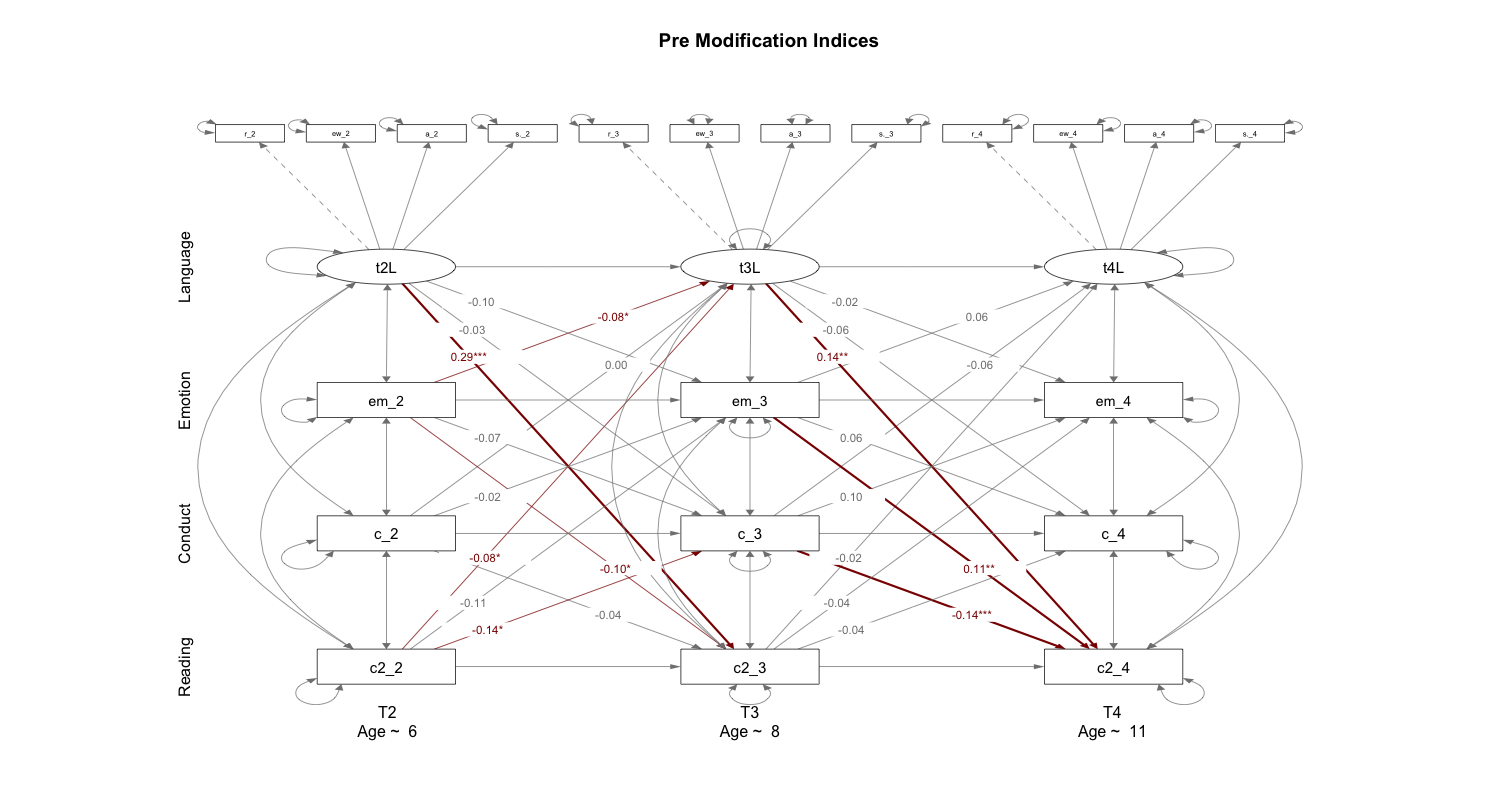 Pre Modification Indices
r_2 ew_2 a_2 s._2 r_3 ew_3 a_3 s._3 r_4 ew_4 a_4 s._4
Language
t2L t3L t4L
-0.10 -0.02
-0.08* 0.06
-0.03 -0.06
0.29*** 0.14**
0.00 -0.06
Emotion
em_2 em_3 em_4
-0.07 0.06
-0.02 0.10
Conduct
c_2 c_3 c_4
-0.08* -0.02
-0.10* 0.11**
-0.11 -0.04
-0.04 -0.14***
-0.14* -0.04
Reading
c2_2 c2_3 c2_4
T2 T3 T4
Age ~ 6 Age ~ 8 Age ~ 11